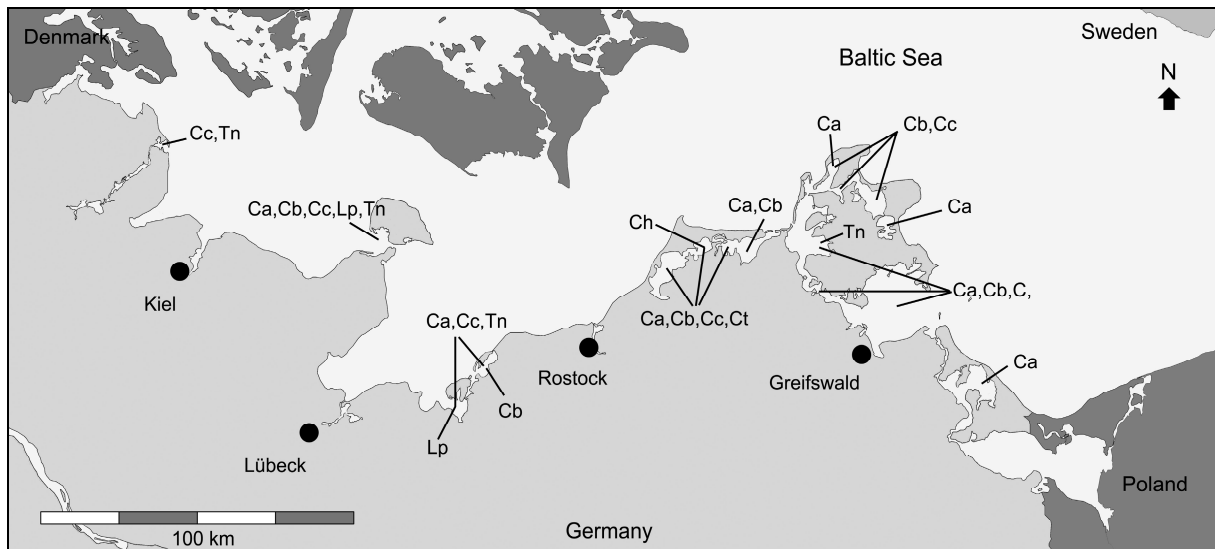 Denmark
Sweden
Baltic Sea
N
Cc,Tn
Ca
Cb,Cc
Ca,Cb,Cc,Lp,Tn
Ca,Cb
Ca
Ch
Tn
Kiel
Ca,Cb,C,
Ca,Cc,Tn
Ca,Cb,Cc,Ct
Rostock
Greifswald
Ca
Cb
Lp
Lübeck
Poland
Germany
100 km